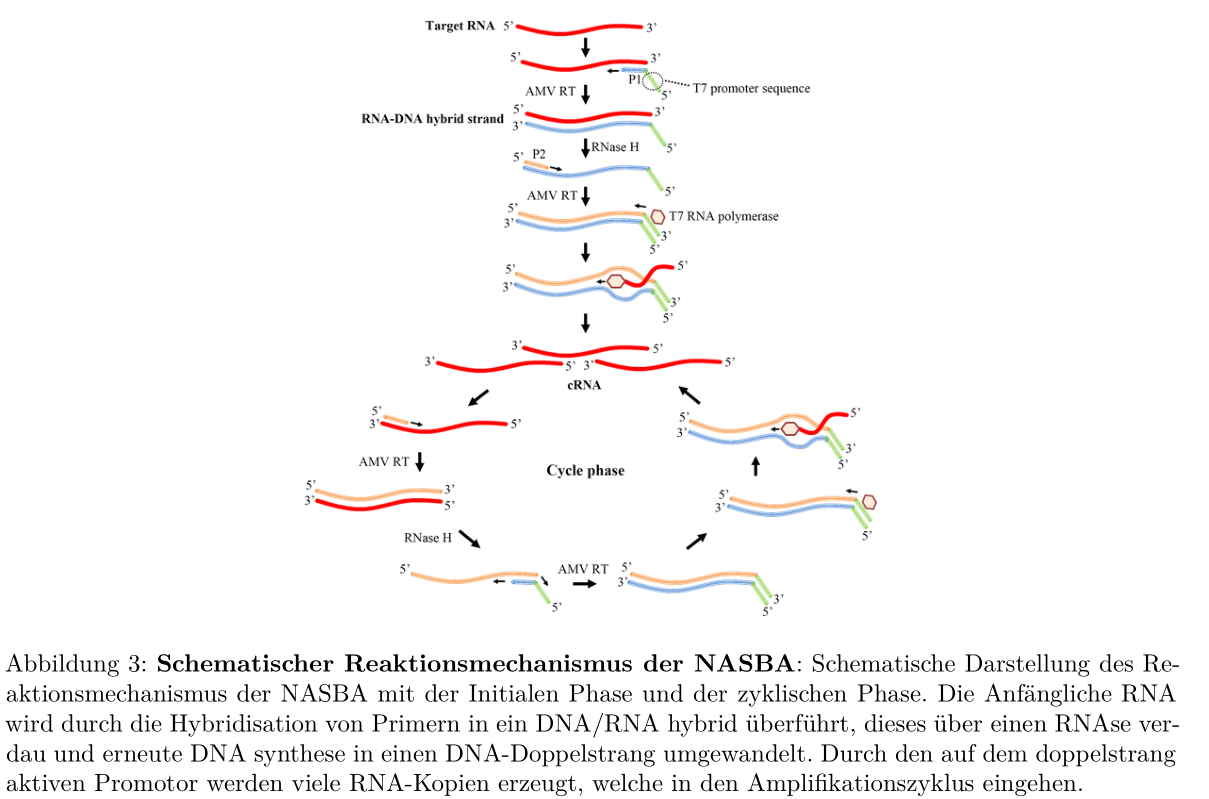 Target RNA 5’ 3’
5’ 3’
P1
T7 promoter sequence
5’
AMV RT
5’ 3’
RNA-DNA hybrid strand 3’
5’
RNase H
5’ P2
5’
AMV RT
5’
T7 RNA polymerase
3’
3’
5’
5’ 5’
3’
3’
5’
3’ 5’
3’ 5’ 3’ 5’
cRNA
5’
3’ 5’
5’ 5’
3’
3’
5’
AMV RT
Cycle phase
5’ 3’
3’ 5’
5’
3’
5’
RNase H
5’
5’
AMV RT
5’
3’
3’
5’
Abbildung 3: Schematischer Reaktionsmechanismus der NASBA: Schematische Darstellung des Re-
aktionsmechanismus der NASBA mit der Initialen Phase und der zyklischen Phase. Die Anfängliche RNA
wird durch die Hybridisation von Primern in ein DNA/RNA hybrid überführt, dieses über einen RNAse ver-
dau und erneute DNA synthese in einen DNA-Doppelstrang umgewandelt. Durch den auf dem doppelstrang
aktiven Promotor werden viele RNA-Kopien erzeugt, welche in den Amplifikationszyklus eingehen.